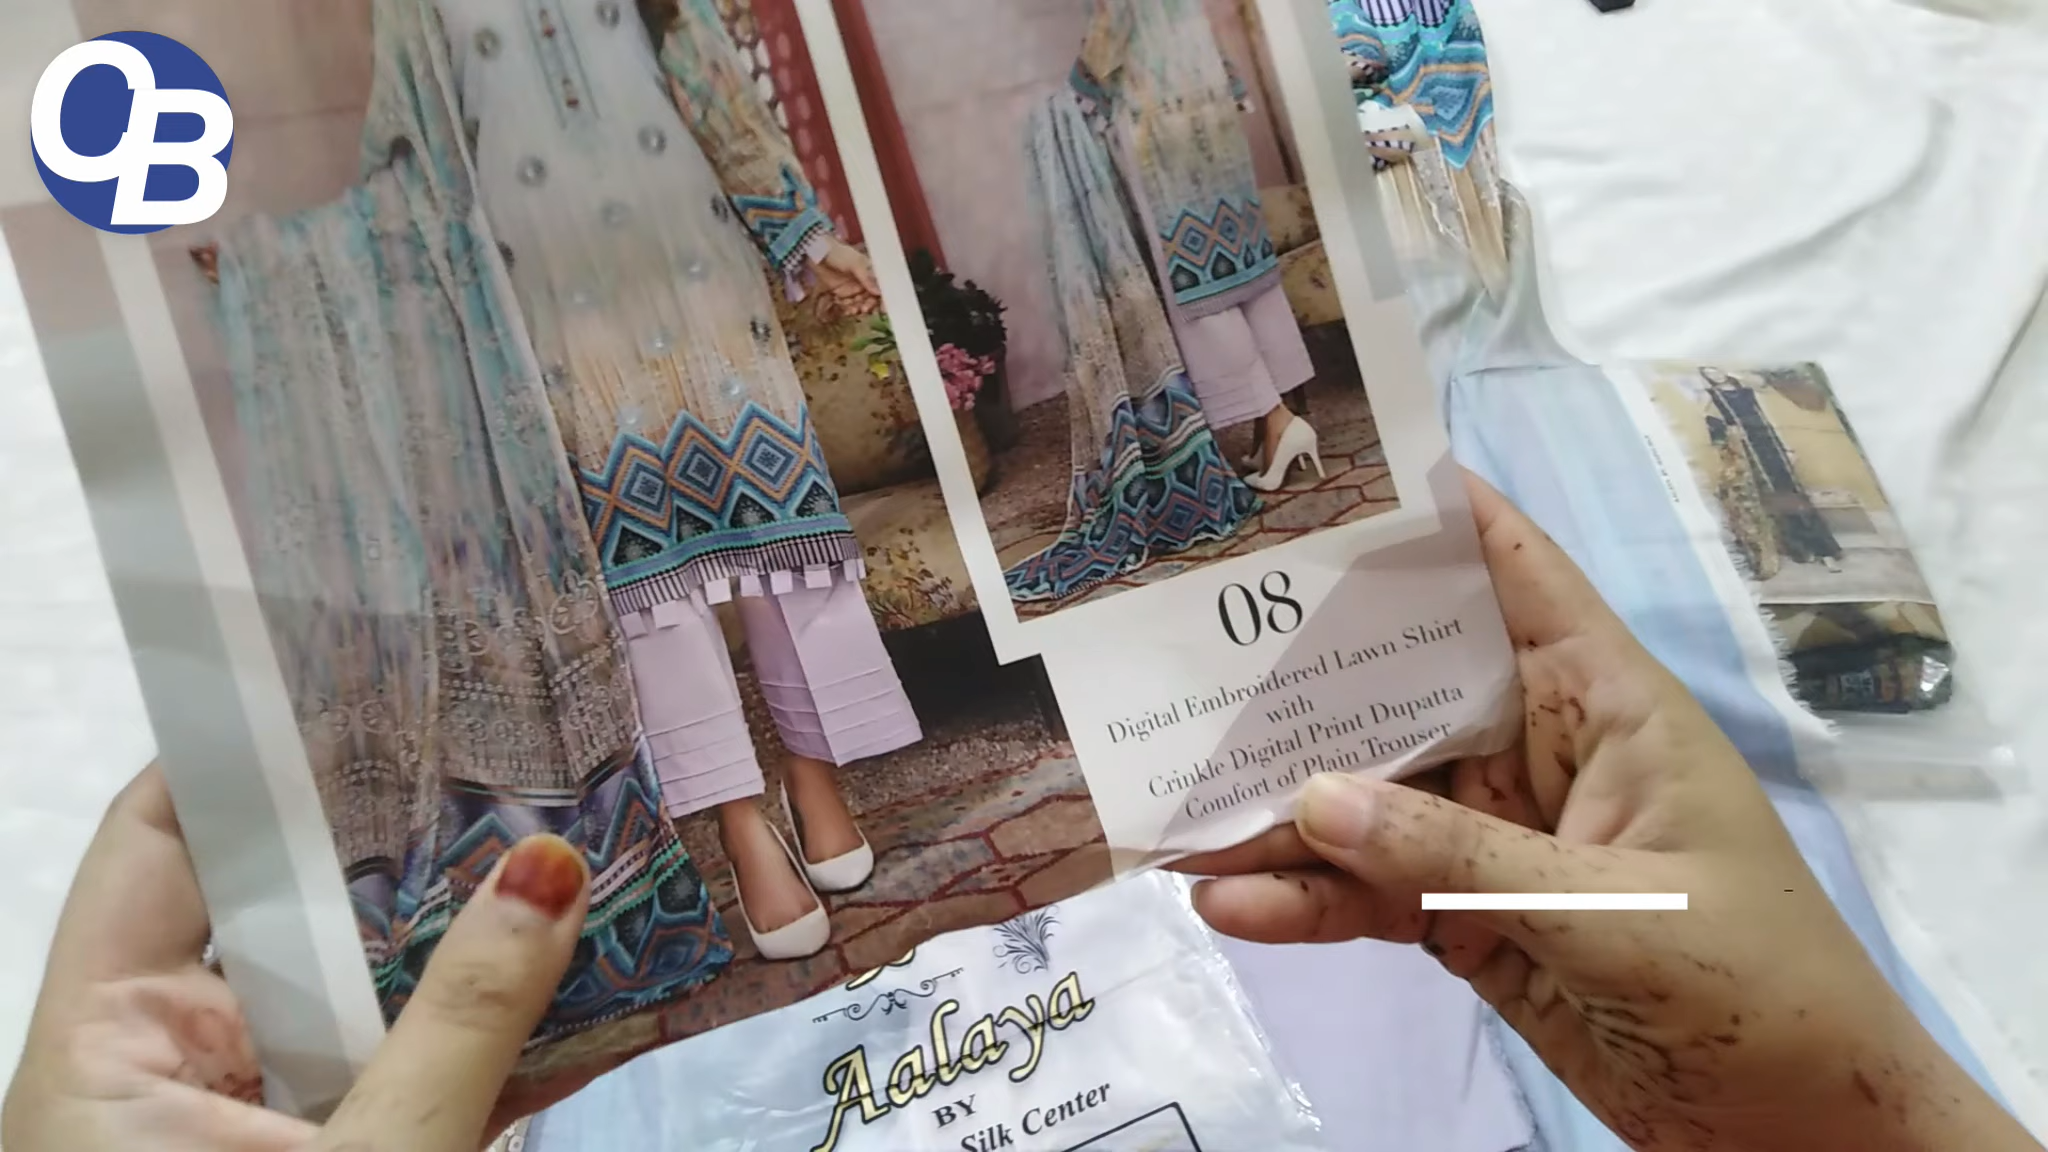 OB
08
Digital Embroidered Lawn Shirt
with
Crinkle Digital Print Dupatta
Comfort of Plain Trouser
Aalaya
BY
Silk Center